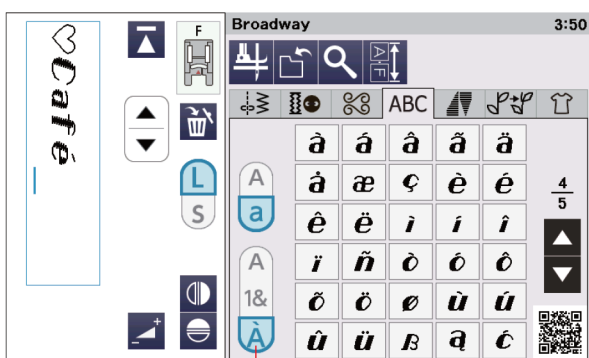 ♡Café
F
L
S
Broadway 3:50
A·F
ABC
A
a
A
1&
À
à á â ã ä
ȧ æ ç è é
ê ë ì í î
ï ñ ò ó ô
õ ö ø ù ú
û ü ß ą ć
4
5